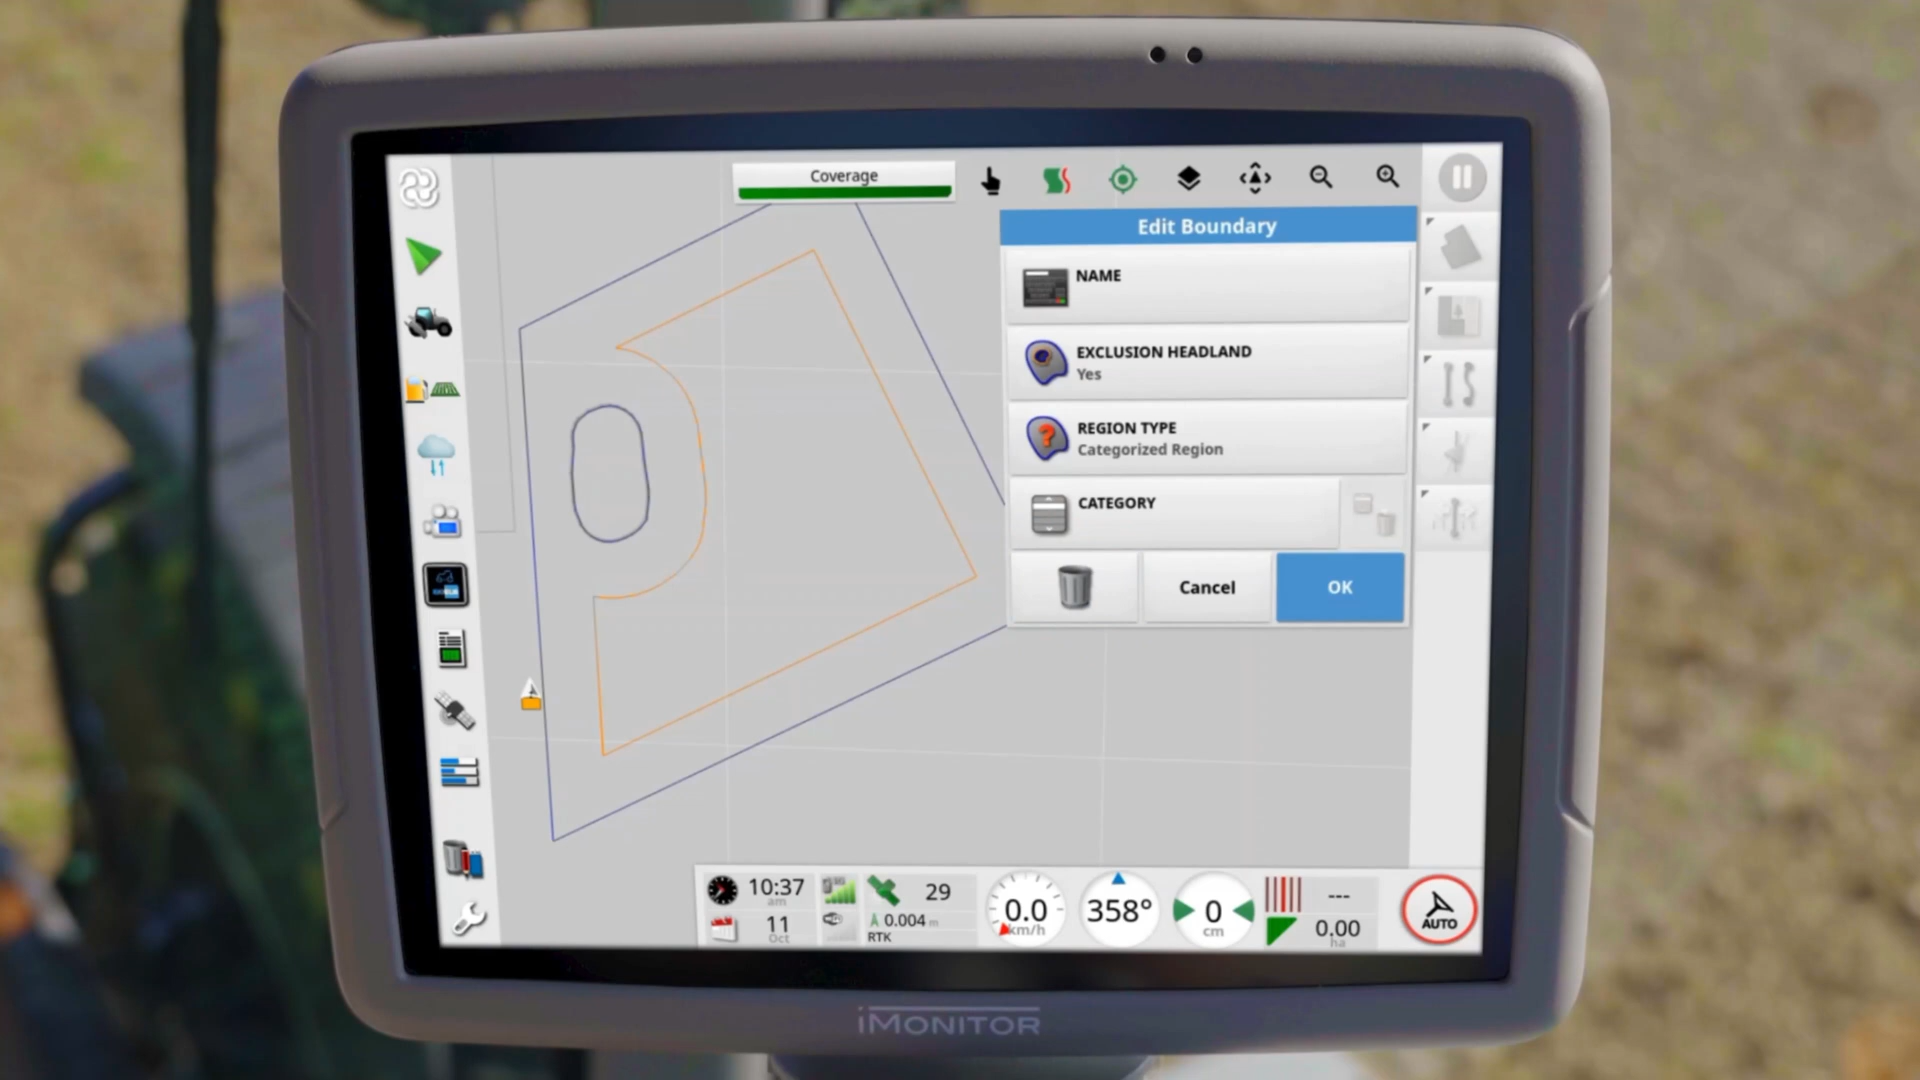 Coverage
Edit Boundary
NAME
EXCLUSION HEADLAND
Yes
REGION TYPE
Categorized Region
?
CATEGORY
Cancel
OK
10:37
am
11
Oct
29
0.004 m
RTK
0.0
km/h
358°
0
cm
---
0.00
ha
AUTO
iMONITOR